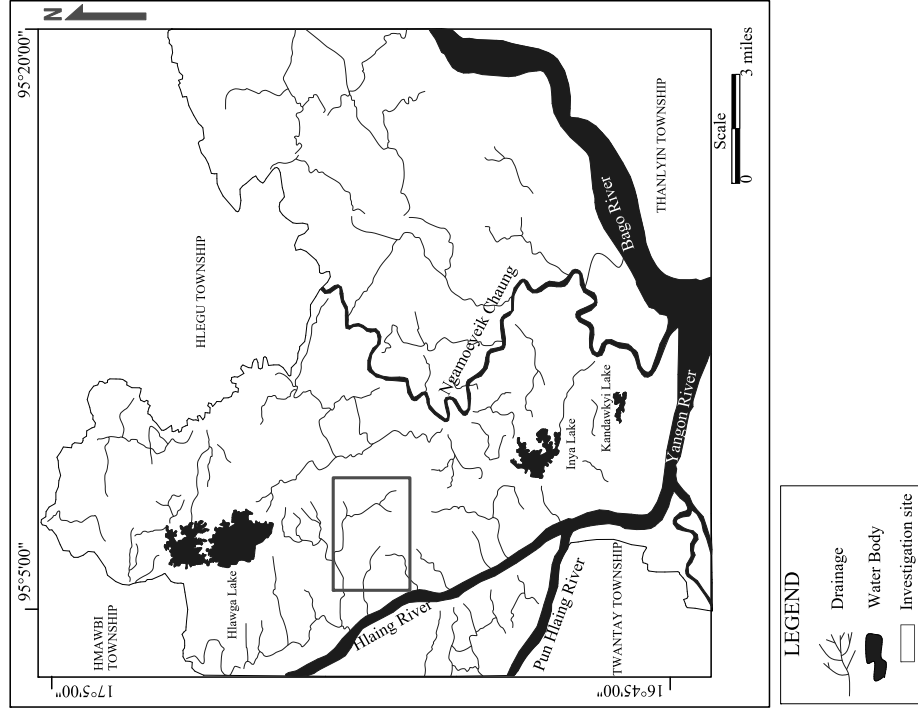 N
95°20'00"
95°5'00"
17°5'00"
16°45'00"
HMAWBI
TOWNSHIP
HLEGU TOWNSHIP
THANLYIN TOWNSHIP
TWANTAY TOWNSHIP
Hlawga Lake
Hlaing River
Pun Hlaing River
Ngamoeyeik Chaung
Inya Lake
Kandawkyi Lake
Yangon River
Bago River
Scale
0 3 miles
LEGEND
Drainage
Water Body
Investigation site